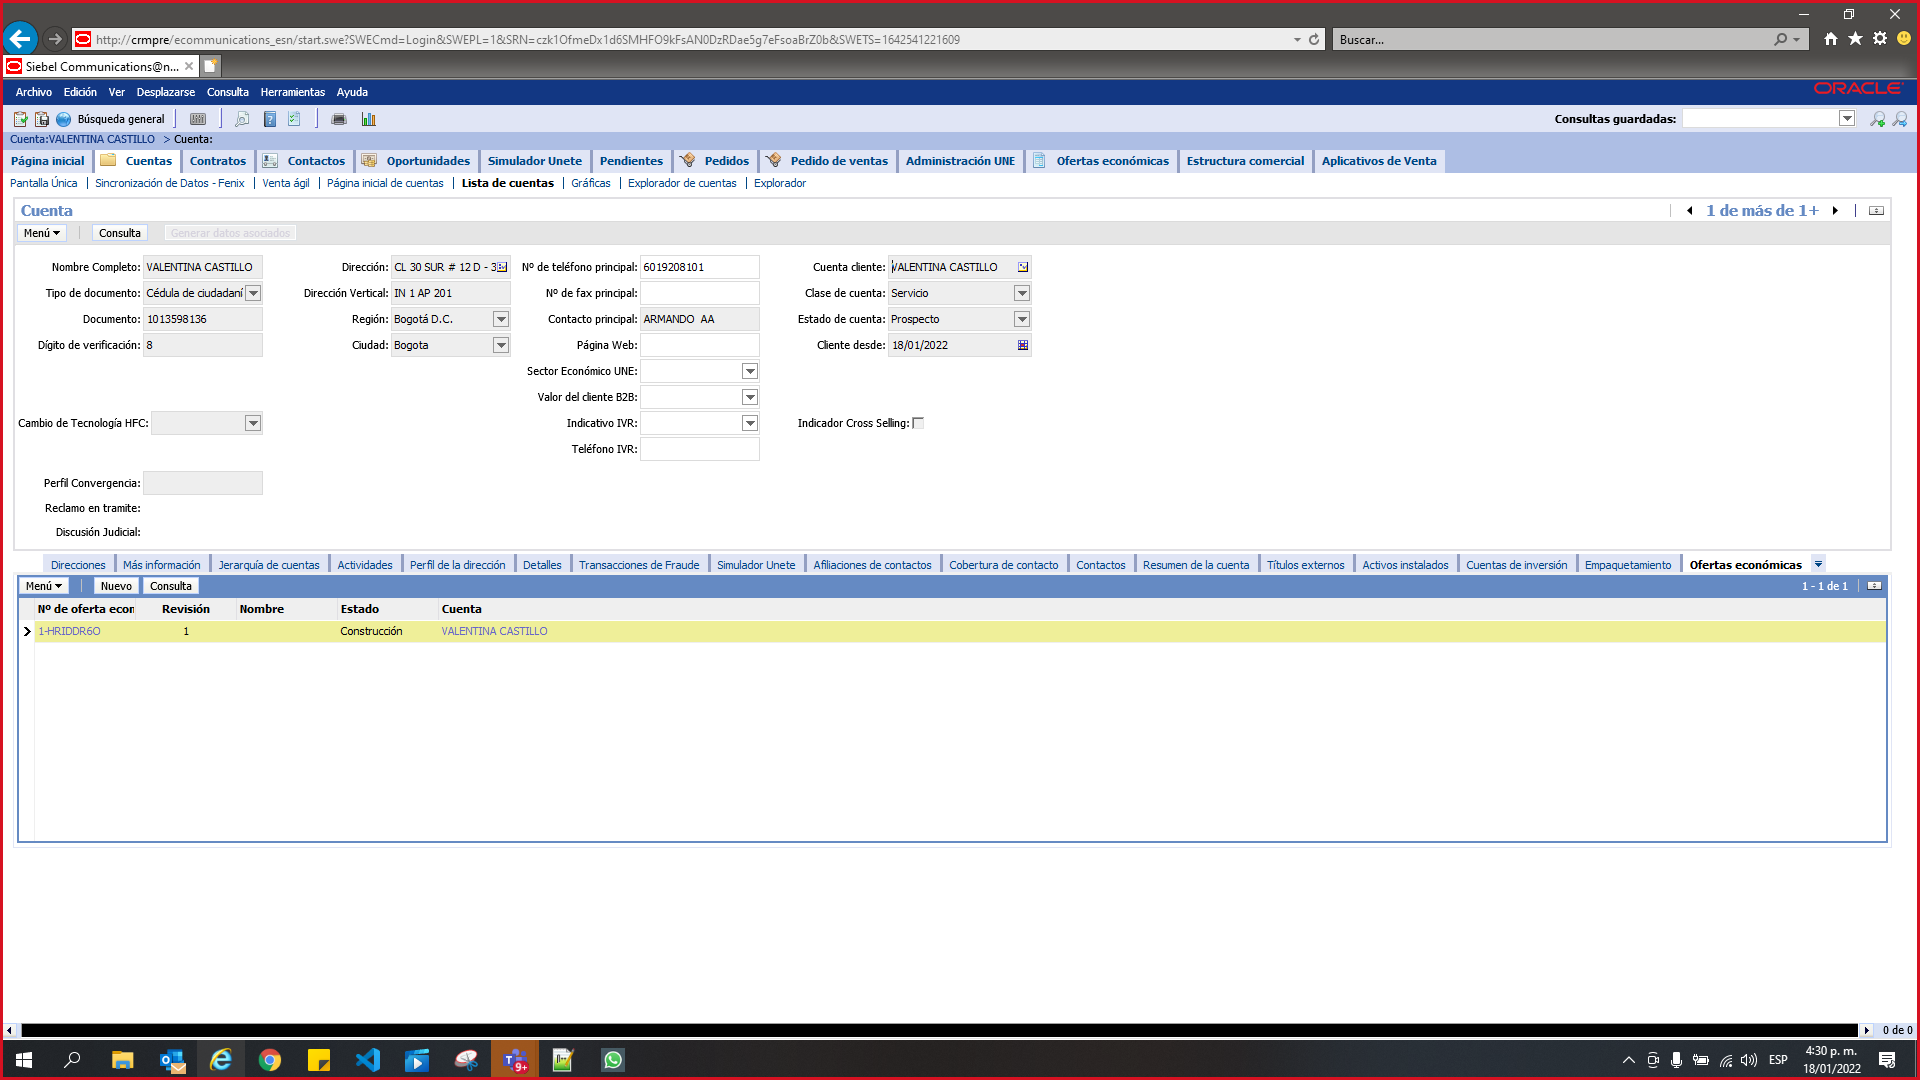 http://crmpre/ecommunications_esn/start.swe?SWECmd=Login&SWEPL=1&SRN=czk1OfmeDx1d6SMHFO9kFsAN0DzRDae5g7eFsoaBrZ0b&SWETS=1642541221609
Buscar...
Siebel Communications@n...
Archivo Edición Ver Desplazarse Consulta Herramientas Ayuda
ORACLE
Búsqueda general
Consultas guardadas:
Cuenta:VALENTINA CASTILLO > Cuenta:
Página inicial Cuentas Contratos Contactos Oportunidades Simulador Unete Pendientes Pedidos Pedido de ventas Administración UNE Ofertas económicas Estructura comercial Aplicativos de Venta
Pantalla Única Sincronización de Datos - Fenix Venta ágil Página inicial de cuentas Lista de cuentas Gráficas Explorador de cuentas Explorador
Cuenta
1 de más de 1+
Menú Consulta Generar datos asociados
Nombre Completo: VALENTINA CASTILLO Dirección: CL 30 SUR # 12 D - 3 Nº de teléfono principal: 6019208101 Cuenta cliente: VALENTINA CASTILLO
Tipo de documento: Cédula de ciudadaní Dirección Vertical: IN 1 AP 201 Nº de fax principal: Clase de cuenta: Servicio
Documento: 1013598136 Región: Bogotá D.C. Contacto principal: ARMANDO AA Estado de cuenta: Prospecto
Dígito de verificación: 8 Ciudad: Bogota Página Web: Cliente desde: 18/01/2022
Sector Económico UNE:
Valor del cliente B2B:
Cambio de Tecnología HFC: Indicativo IVR: Indicador Cross Selling:
Teléfono IVR:
Perfil Convergencia:
Reclamo en tramite:
Discusión Judicial:
Direcciones Más información Jerarquía de cuentas Actividades Perfil de la dirección Detalles Transacciones de Fraude Simulador Unete Afiliaciones de contactos Cobertura de contacto Contactos Resumen de la cuenta Títulos externos Activos instalados Cuentas de inversión Empaquetamiento Ofertas económicas
Menú Nuevo Consulta
1 - 1 de 1
Nº de oferta econ Revisión Nombre Estado Cuenta
1-HRIDDR6O 1 Construcción VALENTINA CASTILLO
0 de 0
9+
ESP
4:30 p. m.
18/01/2022